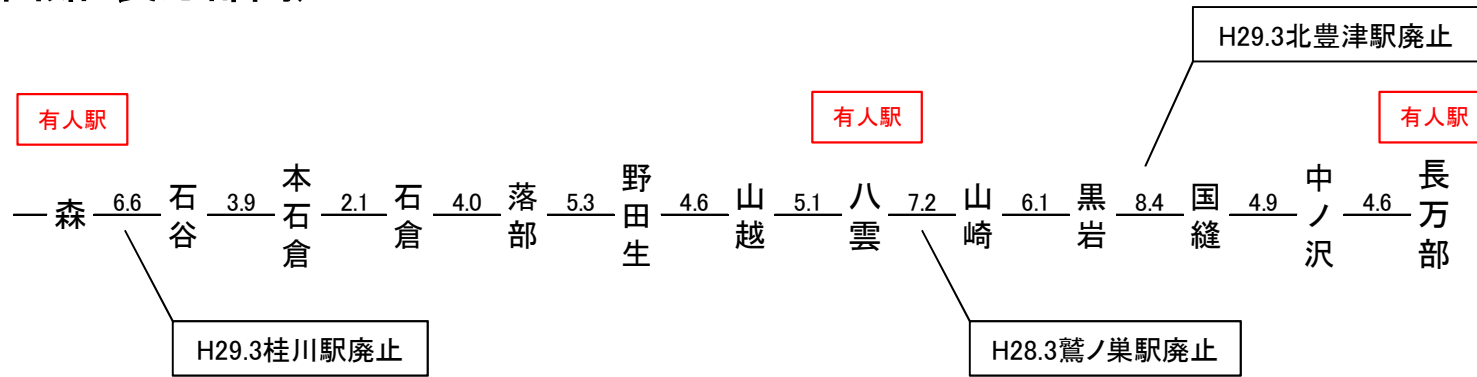 H29.3北豊津駅廃止
有人駅
有人駅
有人駅
森 6.6 石谷 3.9 本石倉 2.1 石倉 4.0 落部 5.3 野田生 4.6 山越 5.1 八雲 7.2 山崎 6.1 黒岩 8.4 国縫 4.9 中ノ沢 4.6 長万部
H29.3桂川駅廃止
H28.3鷲ノ巣駅廃止